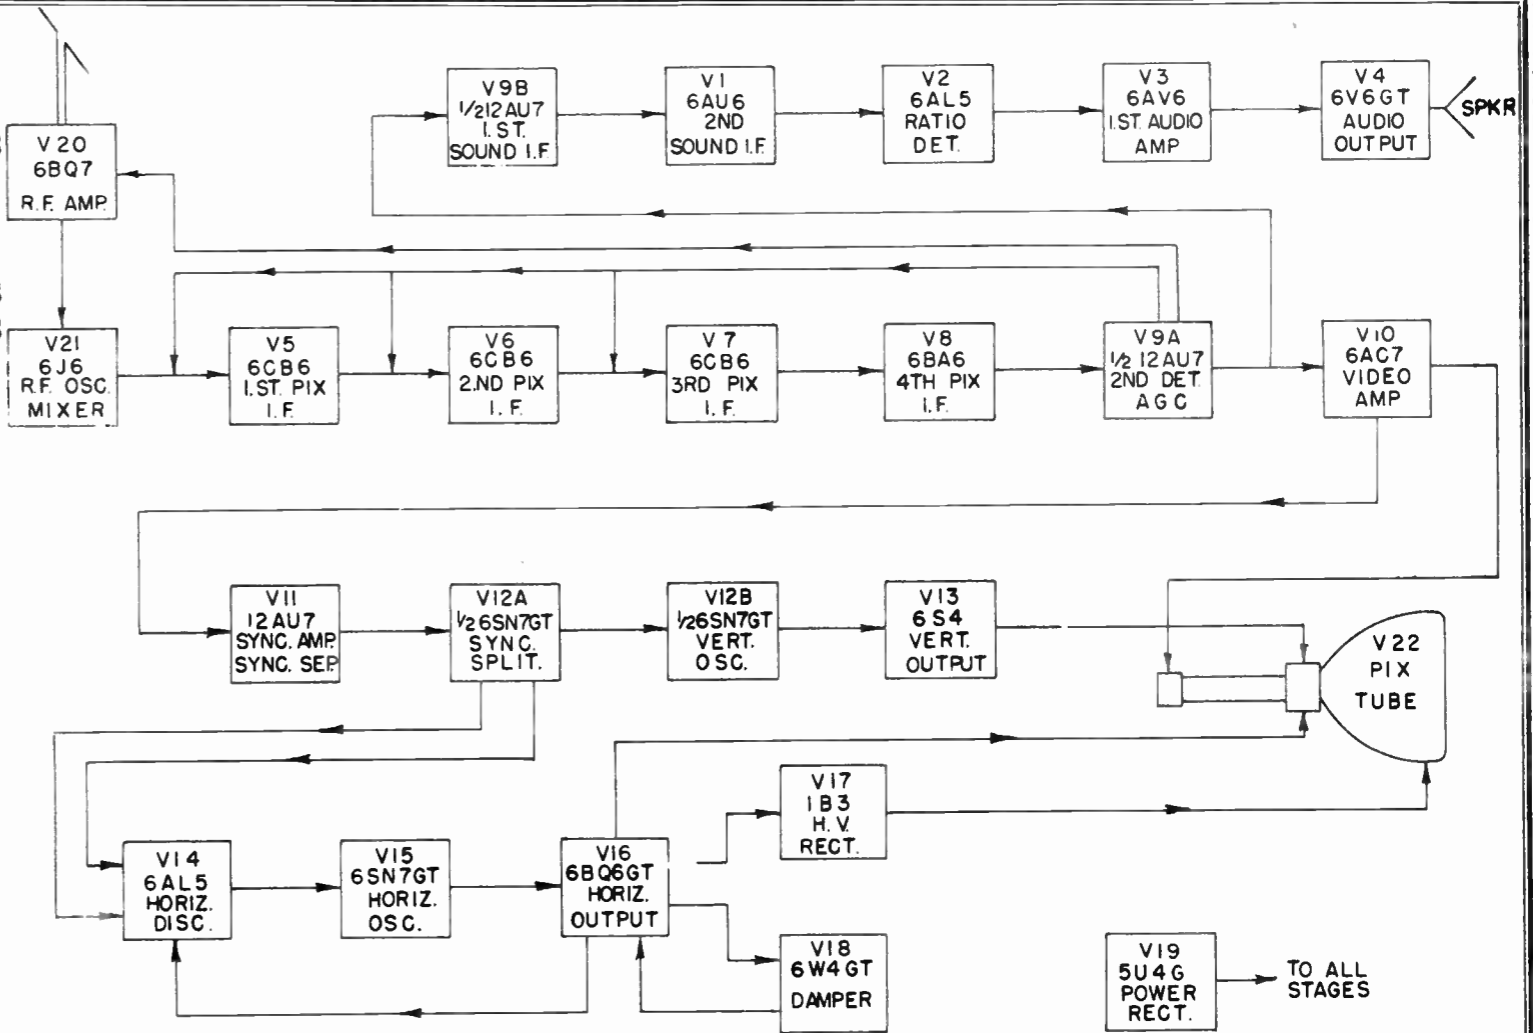 V9B
1/2 12AU7
1.ST.
SOUND I.F.
V1
6AU6
2ND
SOUND I.F.
V2
6AL5
RATIO
DET.
V3
6AV6
1.ST. AUDIO
AMP
V4
6V6GT
AUDIO
OUTPUT
SPKR
V20
6BQ7
R.F. AMP.
V21
6J6
R.F. OSC.
MIXER
V5
6CB6
1.ST. PIX
I.F.
V6
6CB6
2.ND PIX
I.F.
V7
6CB6
3RD PIX
I.F.
V8
6BA6
4TH PIX
I.F.
V9A
1/2 12AU7
2ND DET.
AGC
V10
6AC7
VIDEO
AMP
V11
12AU7
SYNC. AMP.
SYNC. SEP.
V12A
1/2 6SN7GT
SYNC.
SPLIT.
V12B
1/2 6SN7GT
VERT.
OSC.
V13
6S4
VERT.
OUTPUT
V22
PIX
TUBE
V17
1B3
H.V.
RECT.
V14
6AL5
HORIZ.
DISC.
V15
6SN7GT
HORIZ.
OSC.
V16
6BQ6GT
HORIZ.
OUTPUT
V18
6W4GT
DAMPER
V19
5U4G
POWER
RECT.
TO ALL
STAGES